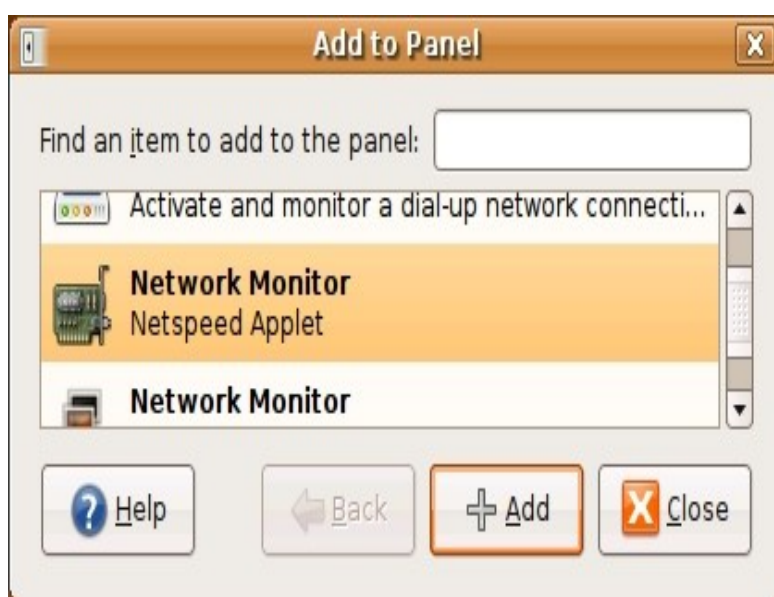 Add to Panel
Find an item to add to the panel:
Activate and monitor a dial-up network connecti...
Network Monitor
Netspeed Applet
Network Monitor
Help
Back
Add
Close